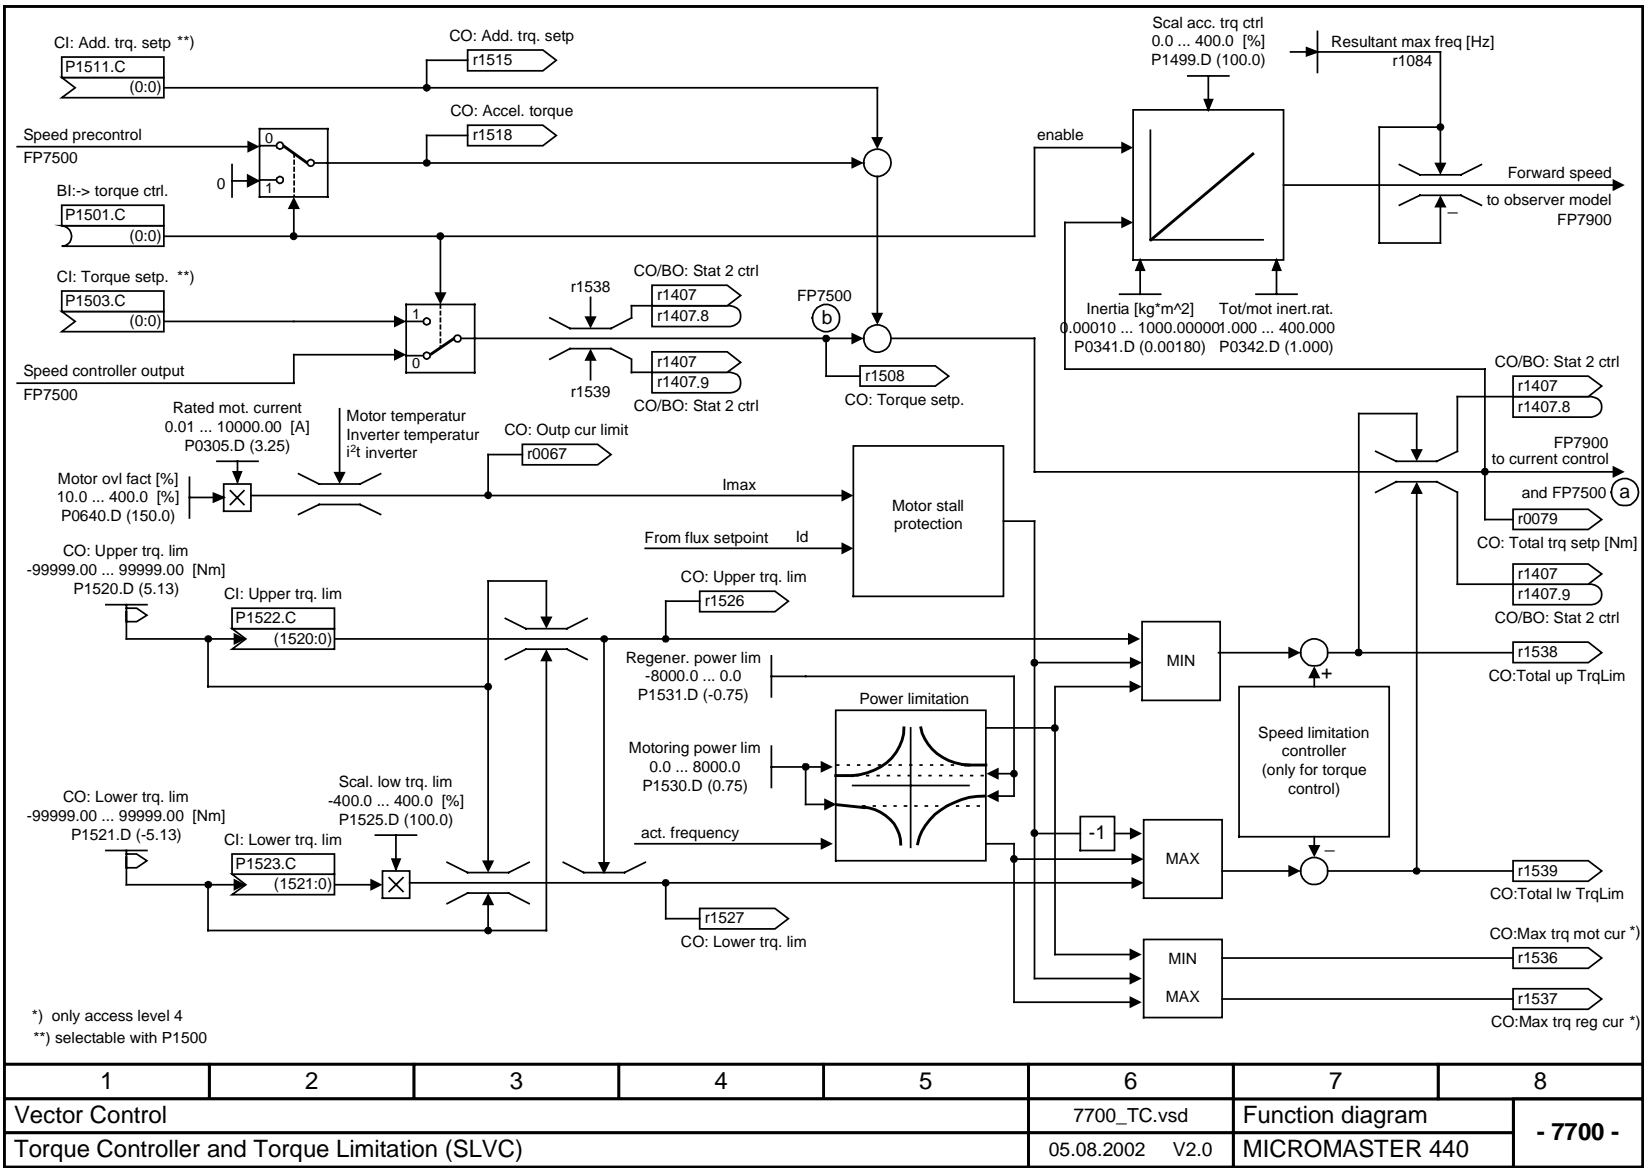 CI: Add. trq. setp **)
P1511.C
(0:0)
CO: Add. trq. setp
r1515
Scal acc. trq ctrl
0.0 ... 400.0 [%]
P1499.D (100.0)
Resultant max freq [Hz]
r1084
Speed precontrol
FP7500
0
1
0
CO: Accel. torque
r1518
enable
BI:-> torque ctrl.
P1501.C
(0:0)
Forward speed
to observer model
FP7900
–
CI: Torque setp. **)
P1503.C
(0:0)
1
0
r1538
r1539
CO/BO: Stat 2 ctrl
r1407
r1407.8
r1407
r1407.9
CO/BO: Stat 2 ctrl
FP7500
b
r1508
CO: Torque setp.
Inertia [kg*m^2]
0.00010 ... 1000.00000
P0341.D (0.00180)
Tot/mot inert.rat.
1.000 ... 400.000
P0342.D (1.000)
Speed controller output
FP7500
CO/BO: Stat 2 ctrl
r1407
r1407.8
Rated mot. current
0.01 ... 10000.00 [A]
P0305.D (3.25)
Motor temperatur
Inverter temperatur
i²t inverter
CO: Outp cur limit
r0067
Motor ovl fact [%]
10.0 ... 400.0 [%]
P0640.D (150.0)
Imax
Motor stall
protection
From flux setpoint Id
FP7900
to current control
and FP7500
a
r0079
CO: Total trq setp [Nm]
r1407
r1407.9
CO/BO: Stat 2 ctrl
CO: Upper trq. lim
-99999.00 ... 99999.00 [Nm]
P1520.D (5.13)
CI: Upper trq. lim
P1522.C
(1520:0)
CO: Upper trq. lim
r1526
Regener. power lim
-8000.0 ... 0.0
P1531.D (-0.75)
Power limitation
Motoring power lim
0.0 ... 8000.0
P1530.D (0.75)
act. frequency
MIN
+
r1538
CO:Total up TrqLim
Speed limitation
controller
(only for torque
control)
–
CO: Lower trq. lim
-99999.00 ... 99999.00 [Nm]
P1521.D (-5.13)
Scal. low trq. lim
-400.0 ... 400.0 [%]
P1525.D (100.0)
CI: Lower trq. lim
P1523.C
(1521:0)
-1
MAX
r1539
CO:Total lw TrqLim
r1527
CO: Lower trq. lim
MIN
MAX
CO:Max trq mot cur *)
r1536
r1537
CO:Max trq reg cur *)
*) only access level 4
**) selectable with P1500
1 2 3 4 5 6 7 8
Vector Control
7700_TC.vsd
Function diagram
- 7700 -
Torque Controller and Torque Limitation (SLVC)
05.08.2002 V2.0
MICROMASTER 440